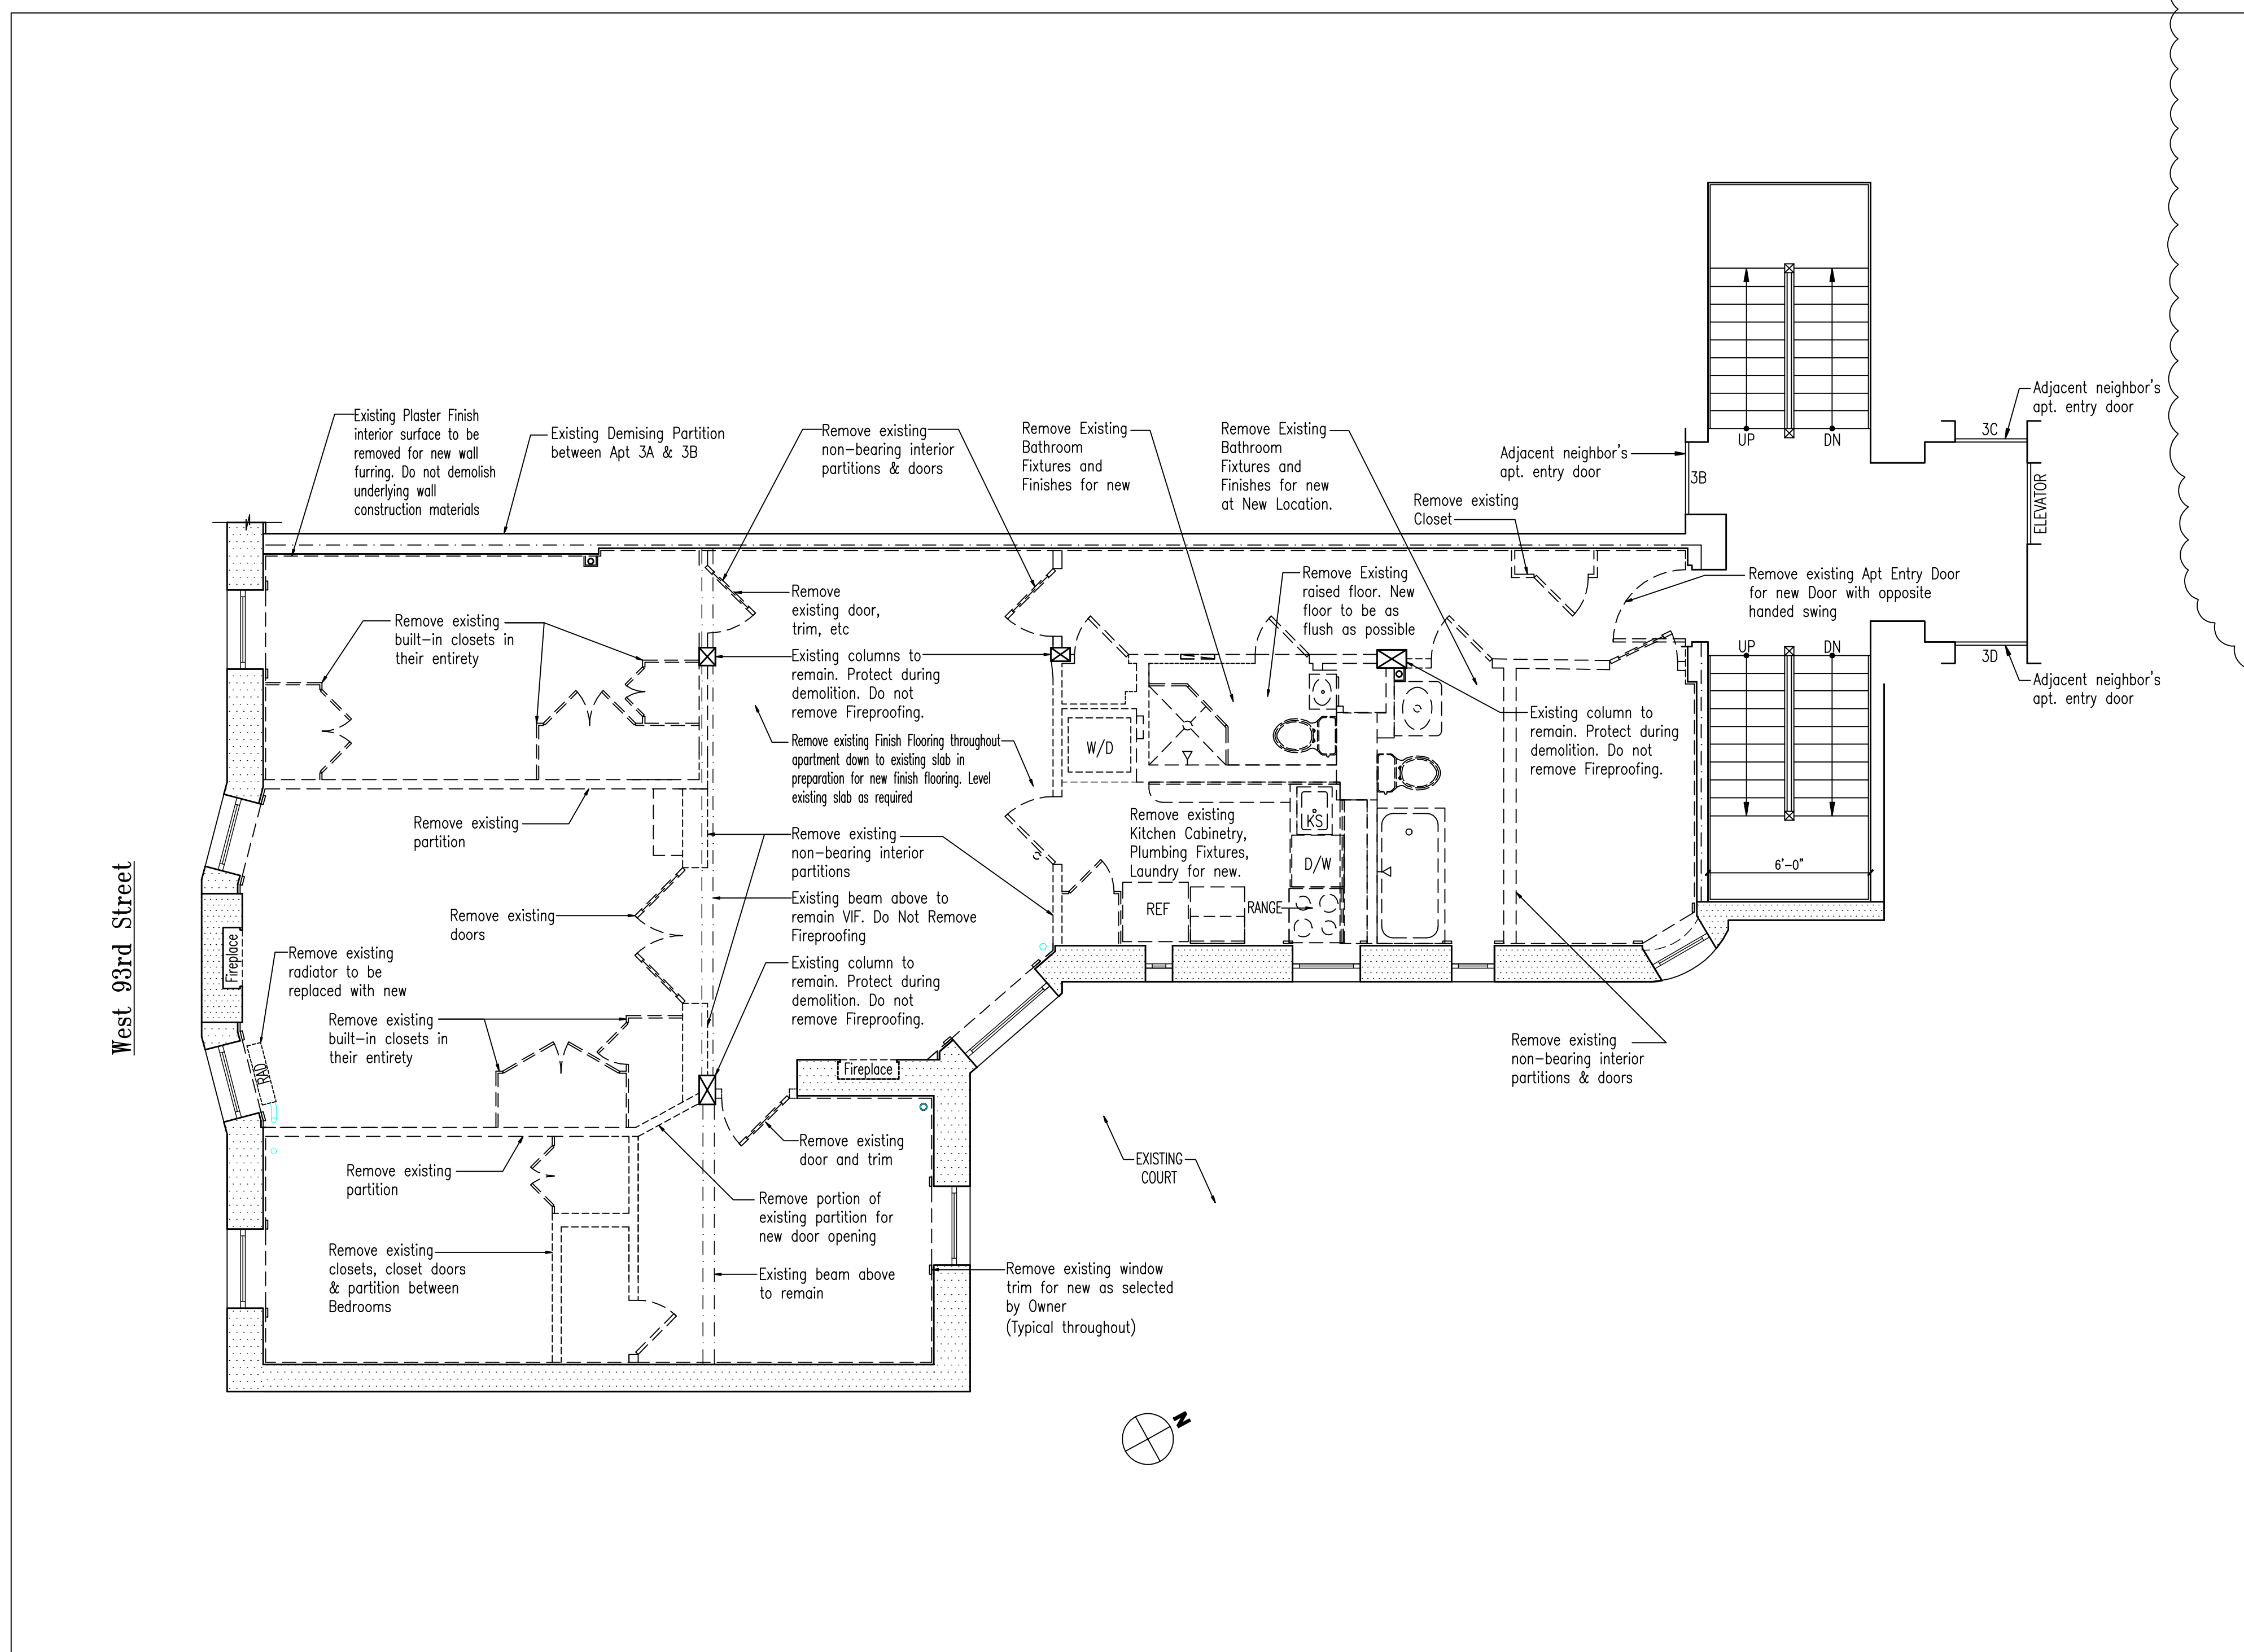 Adjacent neighbor's
apt. entry door
3C
UP
DN
Existing Plaster Finish
interior surface to be
removed for new wall
furring. Do not demolish
underlying wall
construction materials
Existing Demising Partition
between Apt 3A & 3B
Remove existing
non-bearing interior
partitions & doors
Remove Existing
Bathroom
Fixtures and
Finishes for new
Remove Existing
Bathroom
Fixtures and
Finishes for new
at New Location.
Adjacent neighbor's
apt. entry door
3B
ELEVATOR
Remove existing
Closet
Remove existing
built-in closets in
their entirety
Remove
existing door,
trim, etc
Remove Existing
raised floor. New
floor to be as
flush as possible
Remove existing Apt Entry Door
for new Door with opposite
handed swing
UP
DN
3D
Adjacent neighbor's
apt. entry door
Existing columns to
remain. Protect during
demolition. Do not
remove Fireproofing.
Existing column to
remain. Protect during
demolition. Do not
remove Fireproofing.
Remove existing Finish Flooring throughout
apartment down to existing slab in
preparation for new finish flooring. Level
existing slab as required
W/D
Remove existing
partition
Remove existing
non-bearing interior
partitions
Remove existing
Kitchen Cabinetry,
Plumbing Fixtures,
Laundry for new.
KS
D/W
REF
RANGE
6'-0"
West 93rd Street
Fireplace
Remove existing
doors
Existing beam above to
remain VIF. Do Not Remove
Fireproofing
Remove existing
radiator to be
replaced with new
RAD.
Existing column to
remain. Protect during
demolition. Do not
remove Fireproofing.
Remove existing
built-in closets in
their entirety
Remove existing
non-bearing interior
partitions & doors
Fireplace
Remove existing
partition
Remove existing
door and trim
EXISTING
COURT
Remove portion of
existing partition for
new door opening
Remove existing
closets, closet doors
& partition between
Bedrooms
Existing beam above
to remain
Remove existing window
trim for new as selected
by Owner
(Typical throughout)
N